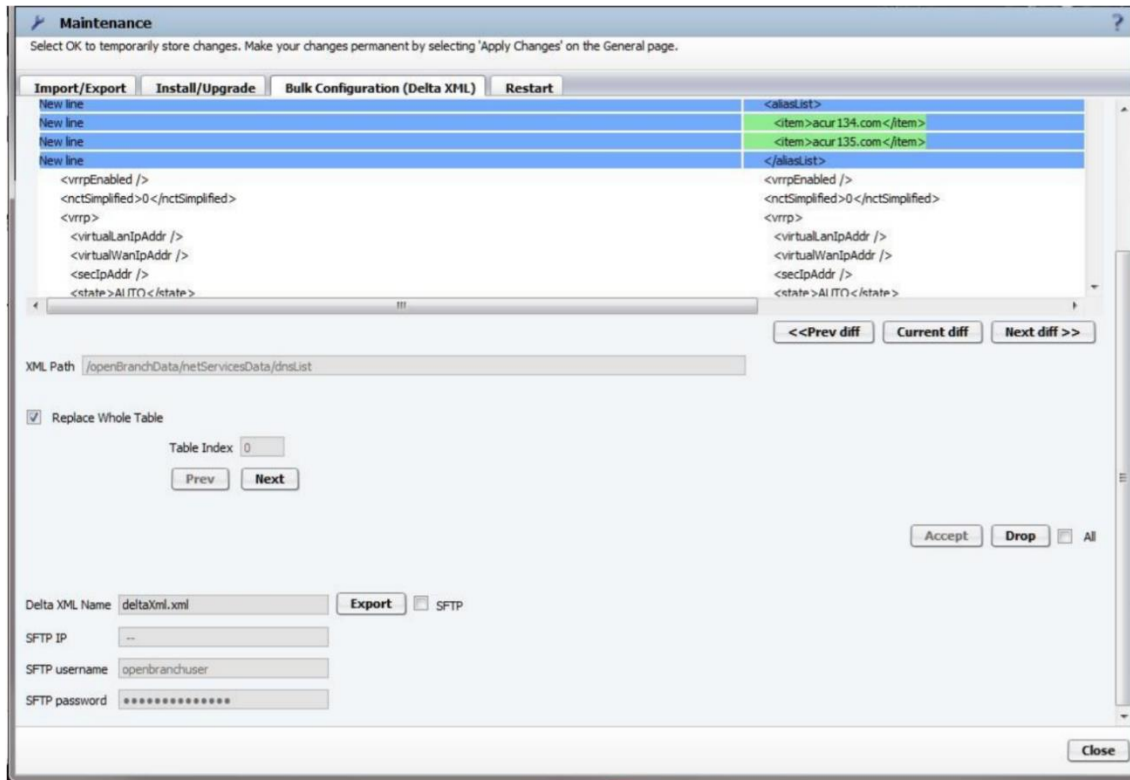 Maintenance ?
Select OK to temporarily store changes. Make your changes permanent by selecting 'Apply Changes' on the General page.
Import/Export Install/Upgrade Bulk Configuration (Delta XML) Restart
New line <aliasList>
New line <item>acur134.com</item>
New line <item>acur135.com</item>
New line </aliasList>
<vrrpEnabled /> <vrrpEnabled />
<nctSimplified>0</nctSimplified> <nctSimplified>0</nctSimplified>
<vrrp> <vrrp>
<virtualLanIpAddr /> <virtualLanIpAddr />
<virtualWanIpAddr /> <virtualWanIpAddr />
<secIpAddr /> <secIpAddr />
<state>AUTO</state> <state>AUTO</state>
<<Prev diff Current diff Next diff >>
XML Path /openBranchData/netServicesData/dnsList
Replace Whole Table
Table Index 0
Prev Next
Accept Drop All
Delta XML Name deltaXml.xml Export SFTP
SFTP IP --
SFTP username openbranchuser
SFTP password ••••••••••••••
Close